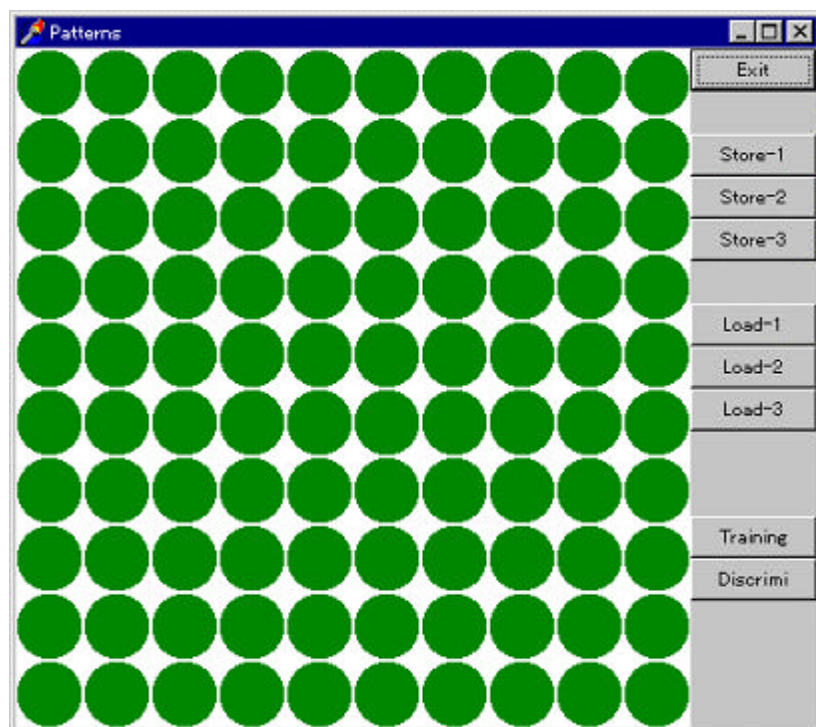 Patterns
Exit
Store-1
Store-2
Store-3
Load-1
Load-2
Load-3
Training
Discrimi